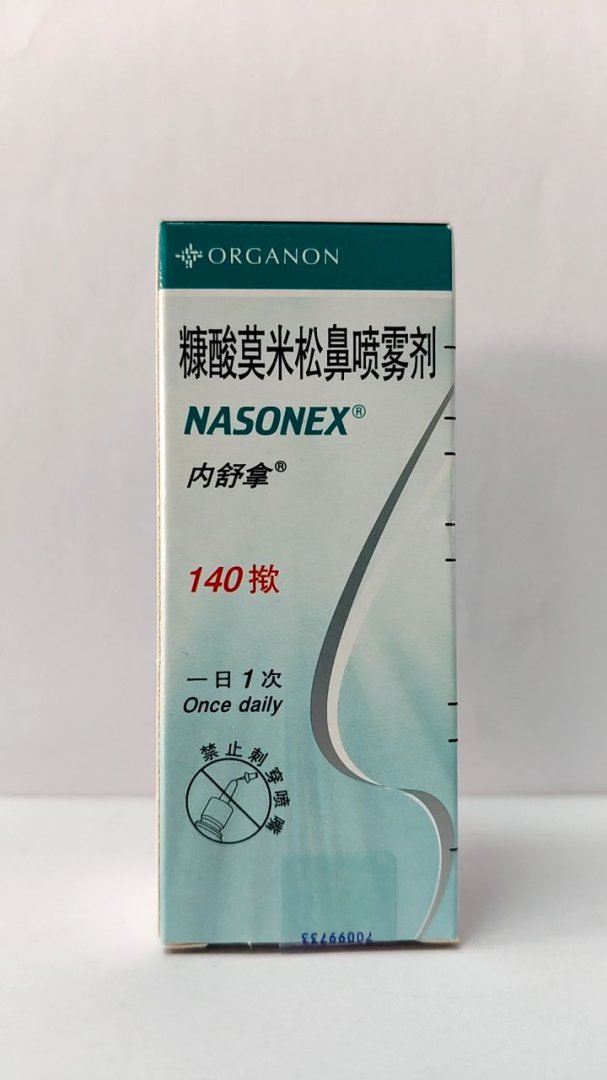 ORGANON
糠酸莫米松鼻喷雾剂
NASONEX®
内舒拿®
140揿
一日1次
Once daily
禁止刺穿喷嘴
70099733